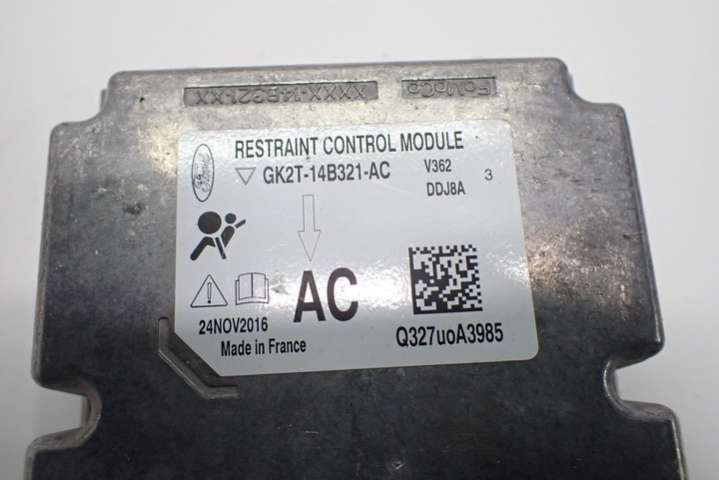 XXXX-14B321-XX FoMoCo
Ford
RESTRAINT CONTROL MODULE
GK2T-14B321-AC V362
DDJ8A 3
AC
24NOV2016
Made in France
Q327uoA3985